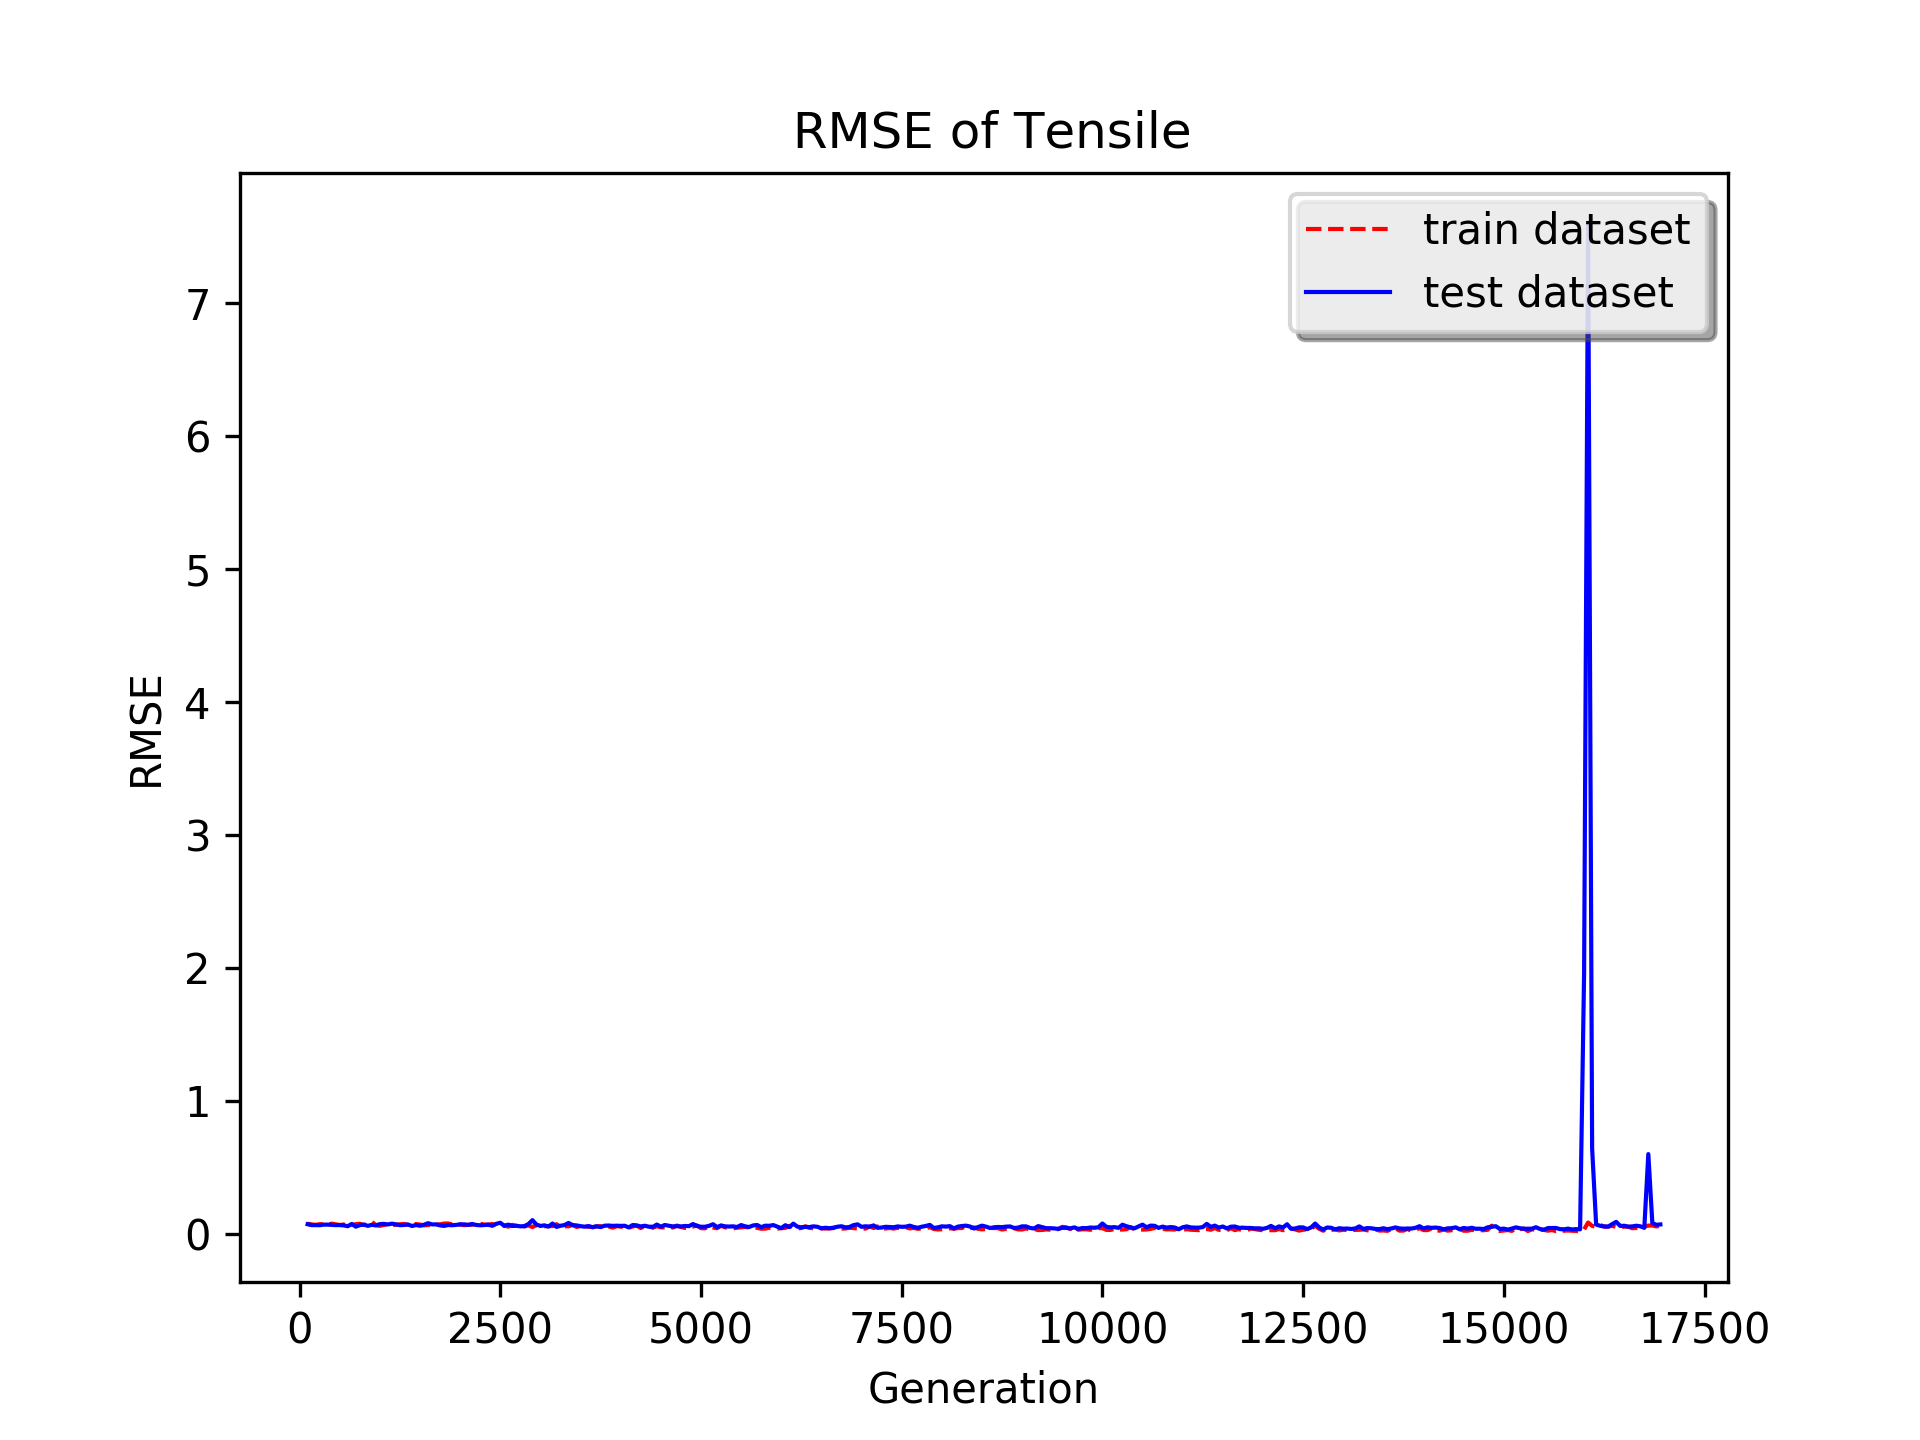 RMSE of Tensile
train dataset
test dataset
7
6
5
4
3
2
1
0
RMSE
0 2500 5000 7500 10000 12500 15000 17500
Generation